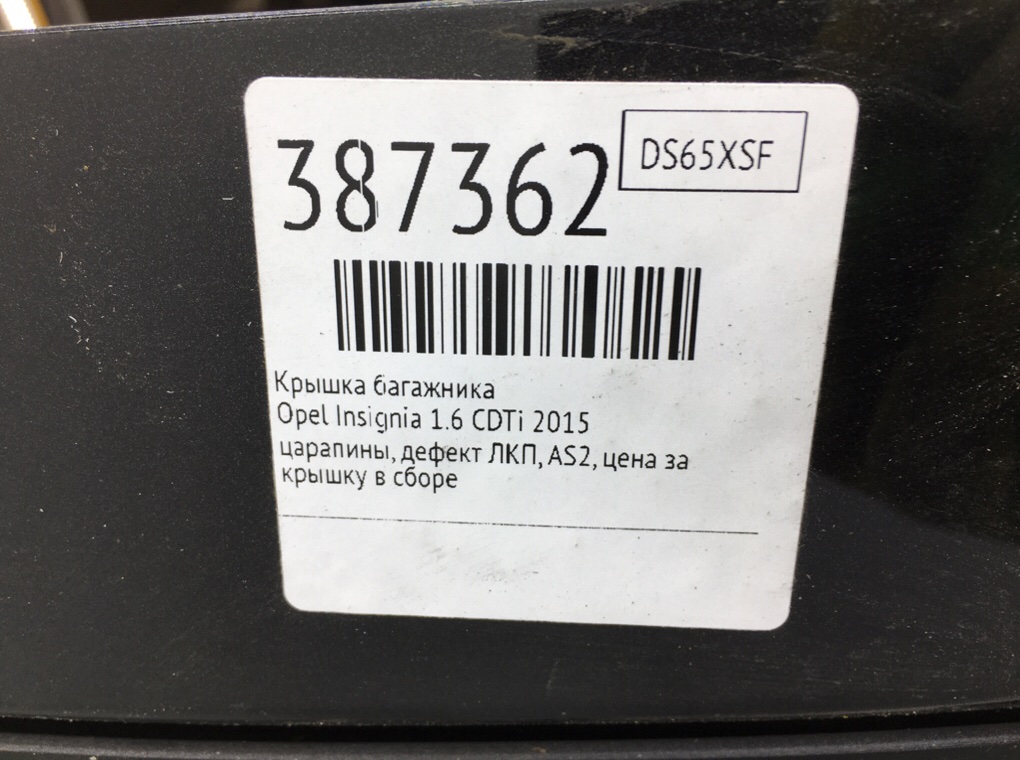 387362
DS65XSF
Крышка багажника
Opel Insignia 1.6 CDTi 2015
царапины, дефект ЛКП, AS2, цена за
крышку в сборе